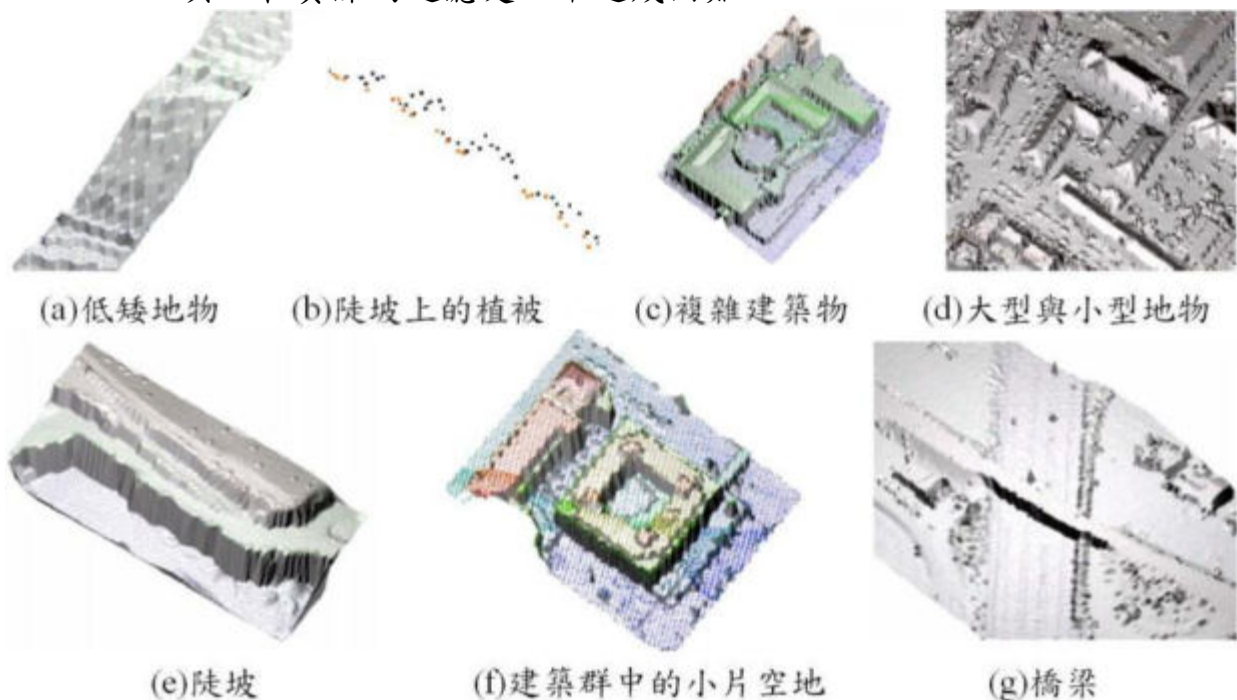 (a)低矮地物 (b)陡坡上的植被 (c)複雜建築物 (d)大型與小型地物
(e)陡坡 (f)建築群中的小片空地 (g)橋梁